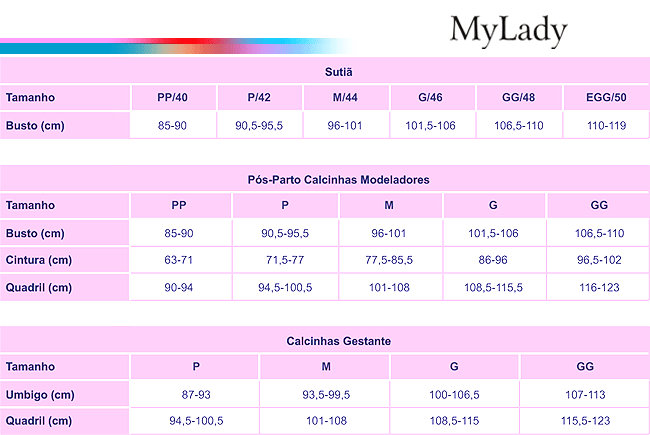 MyLady
Sutiã
Tamanho PP/40 P/42 M/44 G/46 GG/48 EGG/50
Busto (cm) 85-90 90,5-95,5 96-101 101,5-106 106,5-110 110-119
Pós-Parto Calcinhas Modeladores
Tamanho PP P M G GG
Busto (cm) 85-90 90,5-95,5 96-101 101,5-106 106,5-110
Cintura (cm) 63-71 71,5-77 77,5-85,5 86-96 96,5-102
Quadril (cm) 90-94 94,5-100,5 101-108 108,5-115,5 116-123
Calcinhas Gestante
Tamanho P M G GG
Umbigo (cm) 87-93 93,5-99,5 100-106,5 107-113
Quadril (cm) 94,5-100,5 101-108 108,5-115 115,5-123